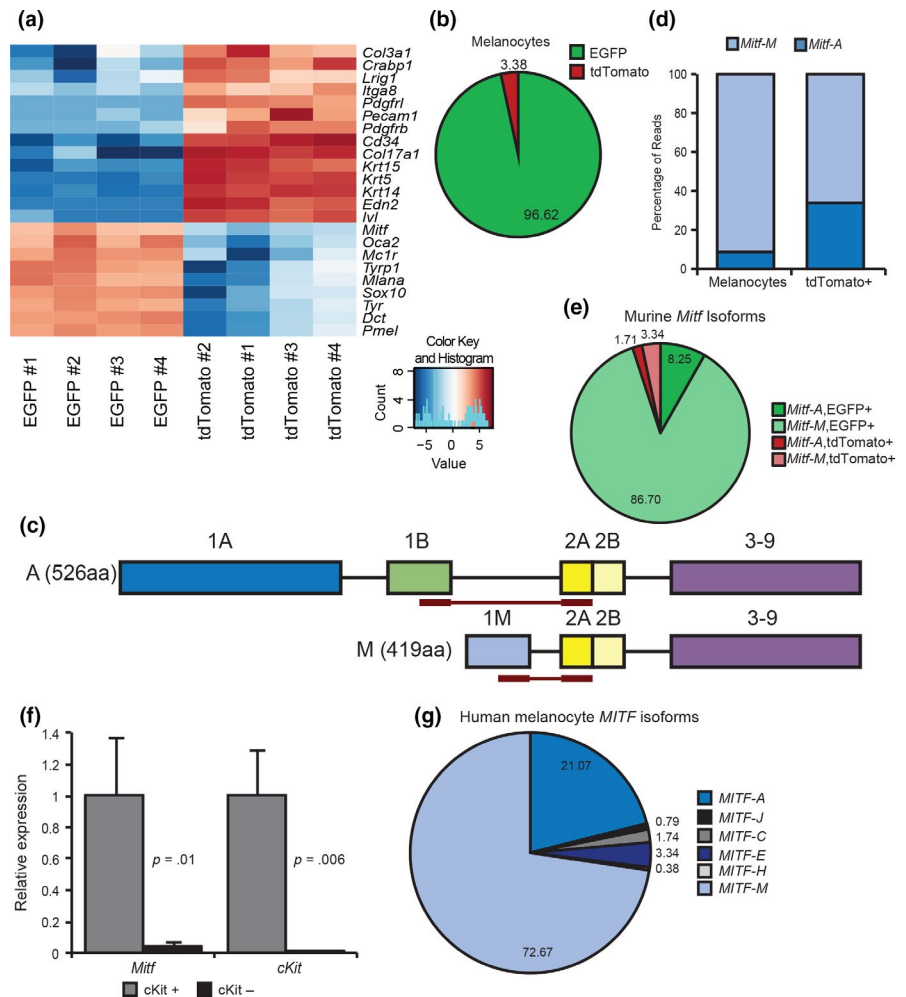 (a)
Col3a1
Crabp1
Lrig1
Itga8
Pdgfrl
Pecam1
Pdgfrb
Cd34
Col17a1
Krt15
Krt5
Krt14
Edn2
Ivl
Mitf
Oca2
Mc1r
Tyrp1
Mlana
Sox10
Tyr
Dct
Pmel
EGFP #1
EGFP #2
EGFP #3
EGFP #4
tdTomato #2
tdTomato #1
tdTomato #3
tdTomato #4
Color Key
and Histogram
Count
0 4 8
−5 0 5
Value
(b)
Melanocytes
EGFP
tdTomato
3.38
96.62
(d)
Mitf-M Mitf-A
Percentage of Reads
100
80
60
40
20
0
Melanocytes tdTomato+
(e)
Murine Mitf Isoforms
1.71 3.34
8.25
86.70
Mitf-A,EGFP+
Mitf-M,EGFP+
Mitf-A,tdTomato+
Mitf-M,tdTomato+
(c)
1A 1B 2A 2B 3-9
A (526aa)
1M 2A 2B 3-9
M (419aa)
(f)
Relative expression
1.4
1.2
1
0.8
0.6
0.4
0.2
0
p = .01
p = .006
Mitf cKit
cKit + cKit –
(g) Human melanocyte MITF isoforms
21.07
0.79
1.74
3.34
0.38
72.67
MITF-A
MITF-J
MITF-C
MITF-E
MITF-H
MITF-M